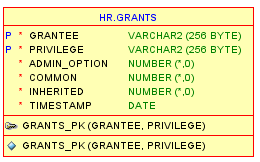 HR.GRANTS
P * GRANTEE VARCHAR2 (256 BYTE)
P * PRIVILEGE VARCHAR2 (256 BYTE)
* ADMIN_OPTION NUMBER (*,0)
* COMMON NUMBER (*,0)
* INHERITED NUMBER (*,0)
* TIMESTAMP DATE
GRANTS_PK (GRANTEE, PRIVILEGE)
GRANTS_PK (GRANTEE, PRIVILEGE)